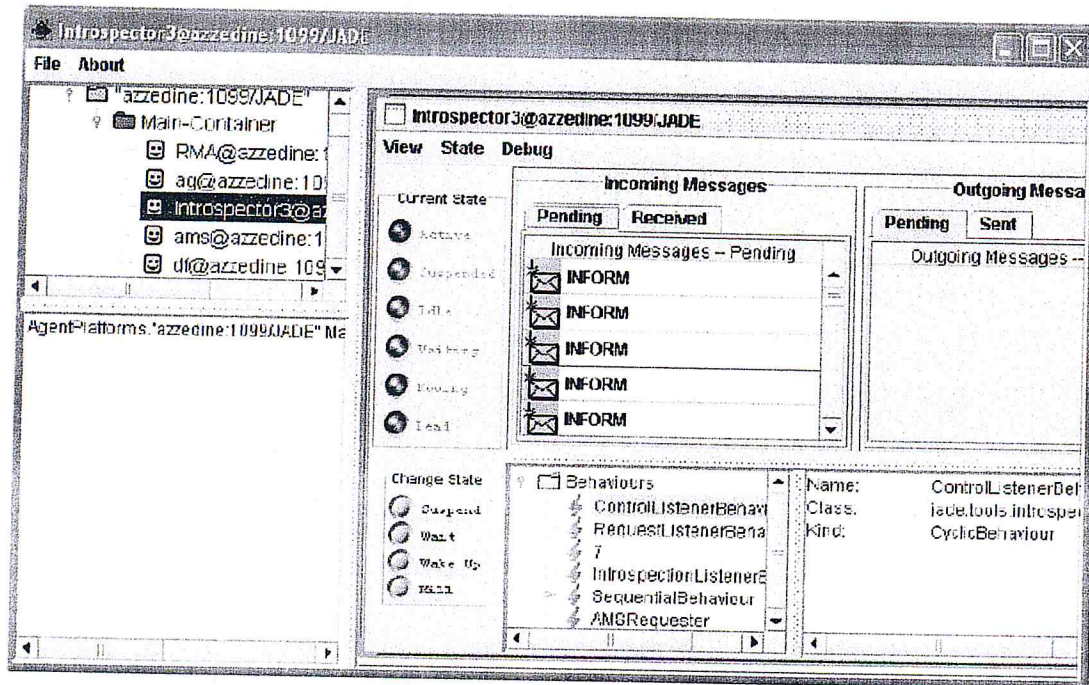 Introspector3@azzedine:1099/JADE
File About
"azzedine:1099/JADE"
Main-Container
RMA@azzedine:1
ag@azzedine:10
Introspector3@az
ams@azzedine:1
df@azzedine 109
AgentPlatforms."azzedine:1099/JADE" Ma
Introspector3@azzedine:1099/JADE
View State Debug
Current State
Active
Suspended
Idle
Waiting
Moving
Dead
Change State
Suspend
Wait
Wake Up
Kill
Incoming Messages
Pending Received
Incoming Messages -- Pending
INFORM
INFORM
INFORM
INFORM
INFORM
Outgoing Messa
Pending Sent
Outgoing Messages --
Behaviours
ControlListenerBehavi
RequestListenerBeha
7
IntrospectionListenerB
SequentialBehaviour
AMSRequester
Name: ControlListenerBeh
Class: jade.tools.introspe
Kind: CyclicBehaviour